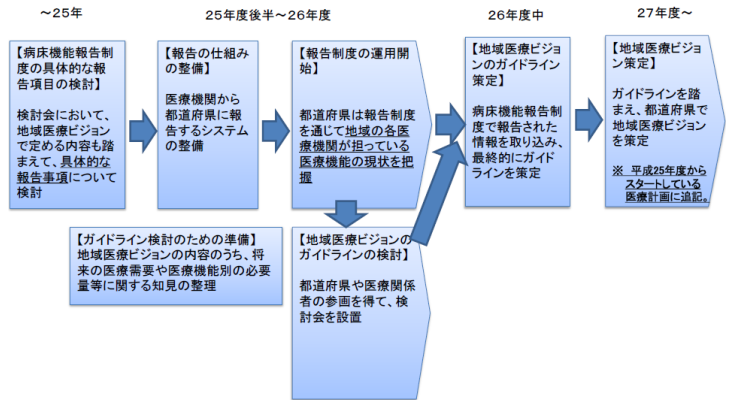 ～25年
25年度後半～26年度
26年度中
27年度～
【病床機能報告
制度の具体的な報
告項目の検討】
検討会において、
地域医療ビジョン
で定める内容も踏
まえて、具体的な
報告事項について
検討
【報告の仕組み
の整備】
医療機関から
都道府県に報
告するシステム
の整備
【報告制度の運用開
始】
都道府県は報告制度
を通じて地域の各医
療機関が担っている
医療機能の現状を把
握
【地域医療ビジョ
ンのガイドライン
策定】
病床機能報告制
度で報告された
情報を取り込み、
最終的にガイド
ラインを策定
【地域医療ビジョ
ン策定】
ガイドラインを踏
まえ、都道府県で
地域医療ビジョン
を策定
※ 平成25年度から
スタートしている
医療計画に追記。
【ガイドライン検討のための準備】
地域医療ビジョンの内容のうち、将
来の医療需要や医療機能別の必要
量等に関する知見の整理
【地域医療ビジョンの
ガイドラインの検討】
都道府県や医療関係
者の参画を得て、検
討会を設置